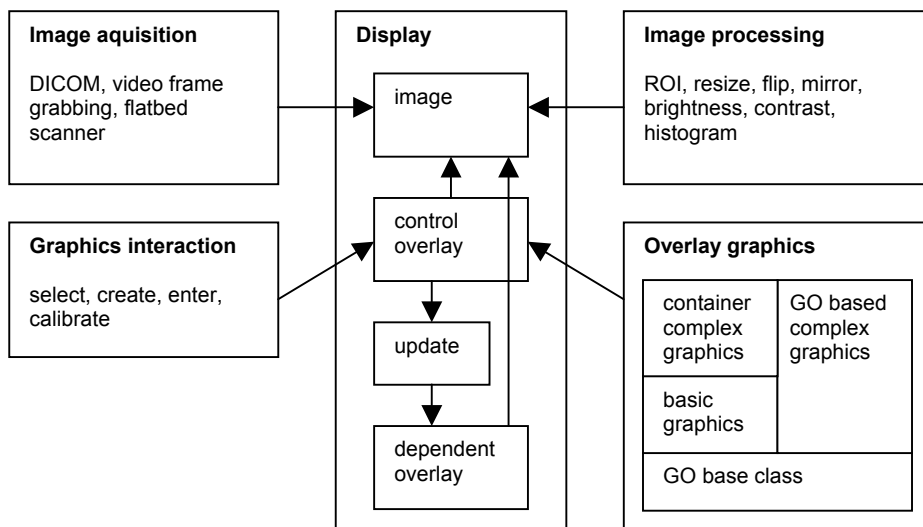 Image aquisition
DICOM, video frame
grabbing, flatbed
scanner
Display
image
control
overlay
update
dependent
overlay
Image processing
ROI, resize, flip, mirror,
brightness, contrast,
histogram
Graphics interaction
select, create, enter,
calibrate
Overlay graphics
container
complex
graphics
GO based
complex
graphics
basic
graphics
GO base class